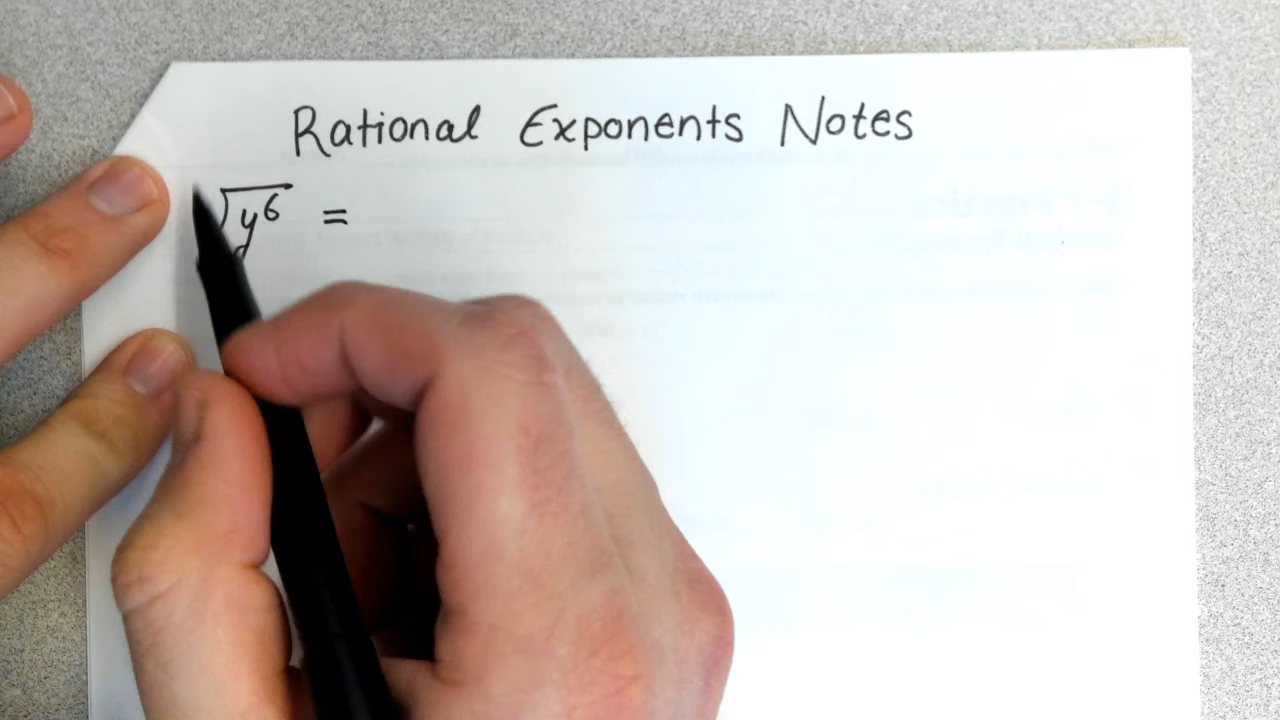 Rational Exponents Notes
√y⁶ =